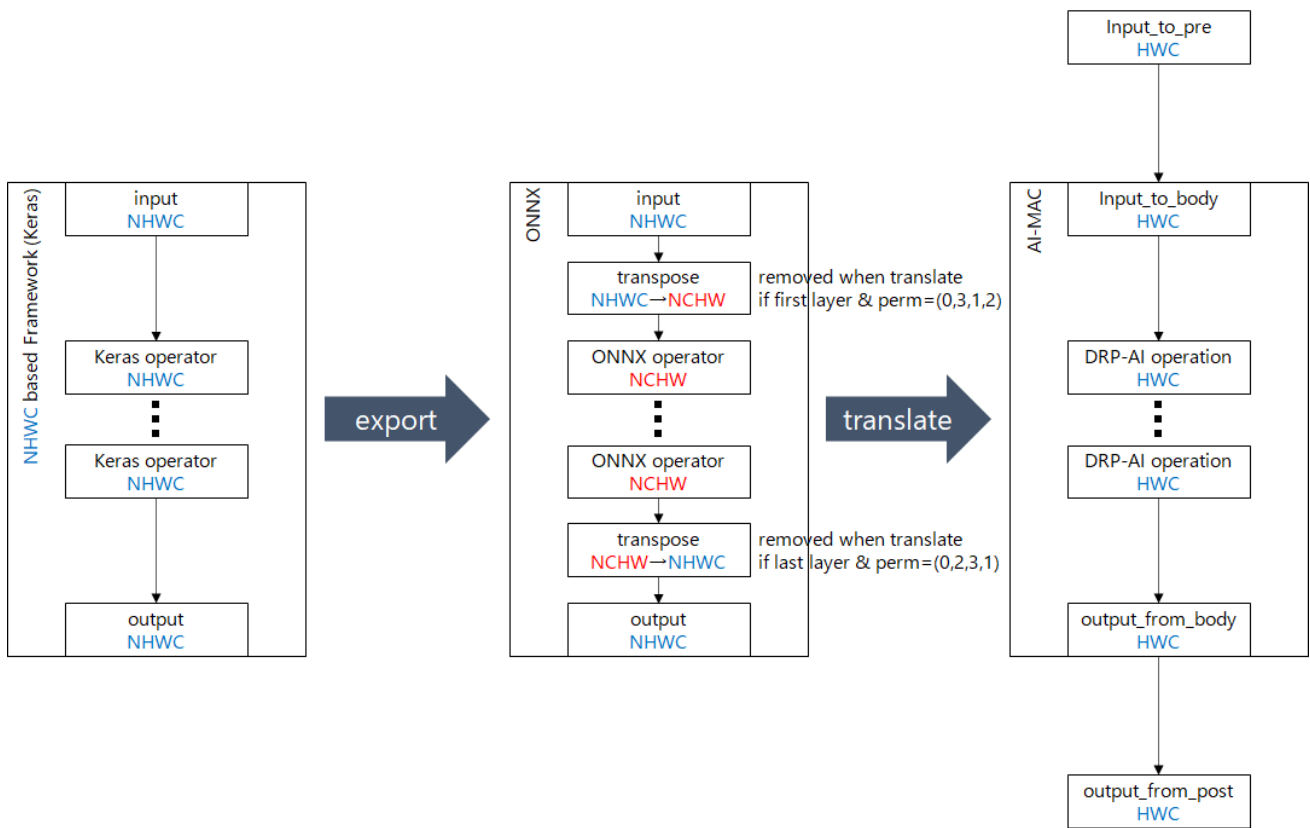 NHWC based Framework (Keras)
input
NHWC
Keras operator
NHWC
Keras operator
NHWC
output
NHWC
export
ONNX
input
NHWC
transpose
NHWC→NCHW
removed when translate
if first layer & perm=(0,3,1,2)
ONNX operator
NCHW
ONNX operator
NCHW
transpose
NCHW→NHWC
removed when translate
if last layer & perm=(0,2,3,1)
output
NHWC
translate
Input_to_pre
HWC
AI-MAC
Input_to_body
HWC
DRP-AI operation
HWC
DRP-AI operation
HWC
output_from_body
HWC
output_from_post
HWC